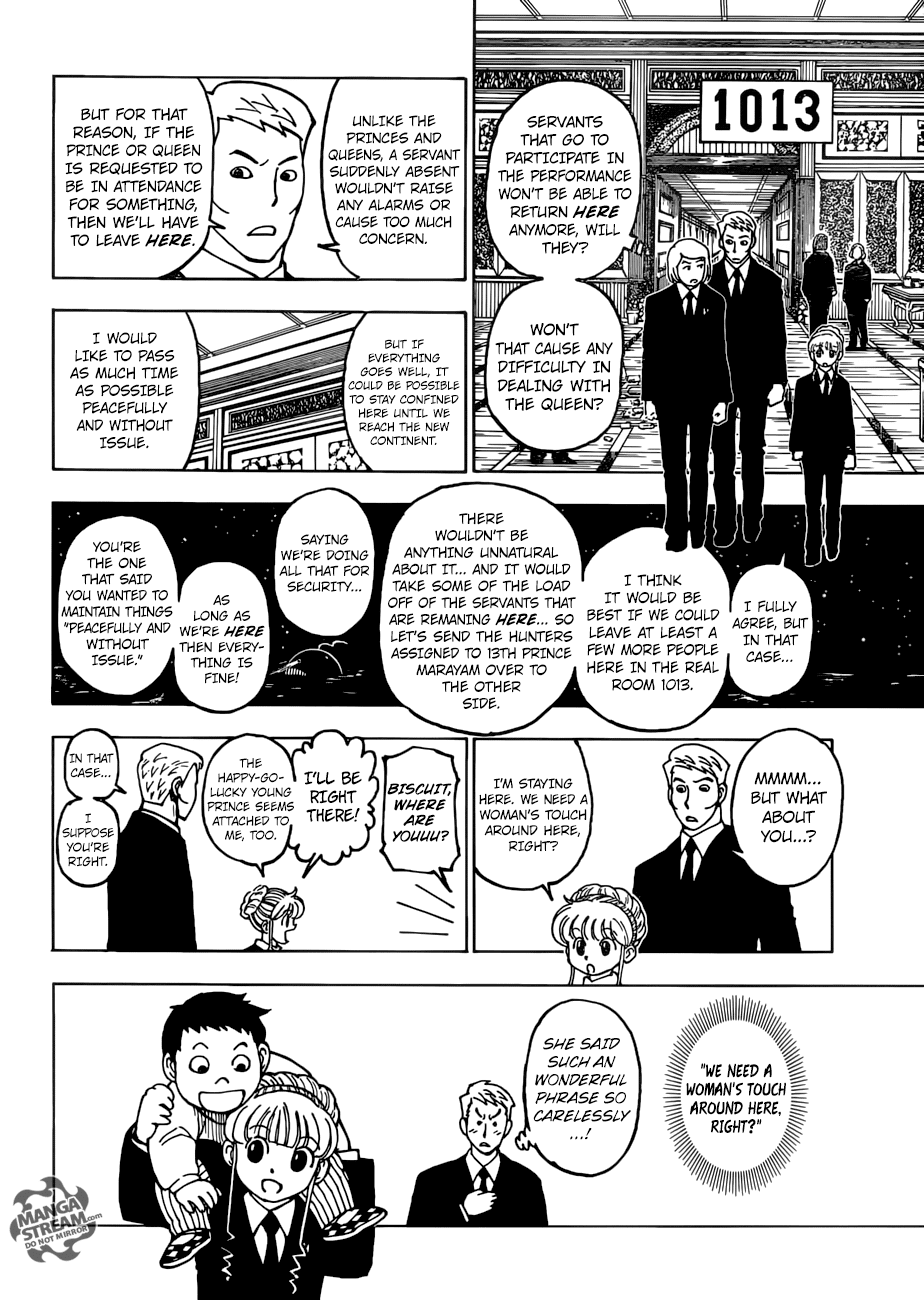 1013
SERVANTS
THAT GO TO
PARTICIPATE IN
THE PERFORMANCE
WON'T BE ABLE TO
RETURN HERE
ANYMORE, WILL
THEY?
WON'T
THAT CAUSE ANY
DIFFICULTY IN
DEALING WITH
THE QUEEN?
UNLIKE THE
PRINCES AND
QUEENS, A SERVANT
SUDDENLY ABSENT
WOULDN'T RAISE
ANY ALARMS OR
CAUSE TOO MUCH
CONCERN.
BUT FOR THAT
REASON, IF THE
PRINCE OR QUEEN
IS REQUESTED TO
BE IN ATTENDANCE
FOR SOMETHING,
THEN WE'LL HAVE
TO LEAVE HERE.
BUT IF
EVERYTHING
GOES WELL, IT
COULD BE POSSIBLE
TO STAY CONFINED
HERE UNTIL WE
REACH THE NEW
CONTINENT.
I WOULD
LIKE TO PASS
AS MUCH TIME
AS POSSIBLE
PEACEFULLY
AND WITHOUT
ISSUE.
I FULLY
AGREE, BUT
IN THAT
CASE...
I THINK
IT WOULD BE
BEST IF WE COULD
LEAVE AT LEAST A
FEW MORE PEOPLE
HERE IN THE REAL
ROOM 1013.
THERE
WOULDN'T BE
ANYTHING UNNATURAL
ABOUT IT... AND IT WOULD
TAKE SOME OF THE LOAD
OFF OF THE SERVANTS THAT
ARE REMANING HERE... SO
LET'S SEND THE HUNTERS
ASSIGNED TO 13TH PRINCE
MARAYAM OVER TO
THE OTHER
SIDE.
SAYING
WE'RE DOING
ALL THAT FOR
SECURITY...
AS
LONG AS
WE'RE HERE
THEN EVERY-
THING IS
FINE!
YOU'RE
THE ONE
THAT SAID
YOU WANTED TO
MAINTAIN THINGS
"PEACEFULLY AND
WITHOUT
ISSUE."
MMMM...
BUT WHAT
ABOUT
YOU...?
I'M STAYING
HERE. WE NEED A
WOMAN'S TOUCH
AROUND HERE,
RIGHT?
BISCUIT,
WHERE
ARE
YOUUU?
I'LL BE
RIGHT
THERE!
THE
HAPPY-GO-
LUCKY YOUNG
PRINCE SEEMS
ATTACHED TO
ME, TOO.
IN THAT
CASE...
I
SUPPOSE
YOU'RE
RIGHT.
"WE NEED A
WOMAN'S TOUCH
AROUND HERE,
RIGHT?"
SHE SAID
SUCH AN
WONDERFUL
PHRASE SO
CARELESSLY
...!
MANGA
STREAM.com
DO NOT MIRROR